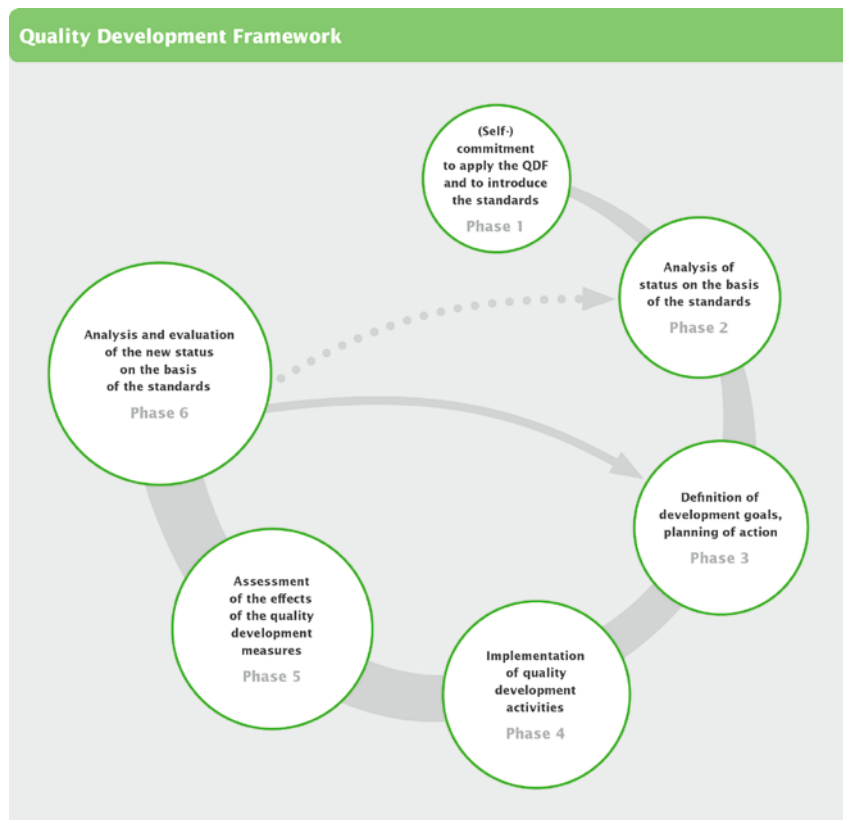 Quality Development Framework
(Self-)
commitment
to apply the QDF
and to introduce
the standards
Phase 1
Analysis of
status on the basis
of the standards
Phase 2
Definition of
development goals,
planning of action
Phase 3
Implementation
of quality
development
activities
Phase 4
Assessment
of the effects
of the quality
development
measures
Phase 5
Analysis and evaluation
of the new status
on the basis
of the standards
Phase 6